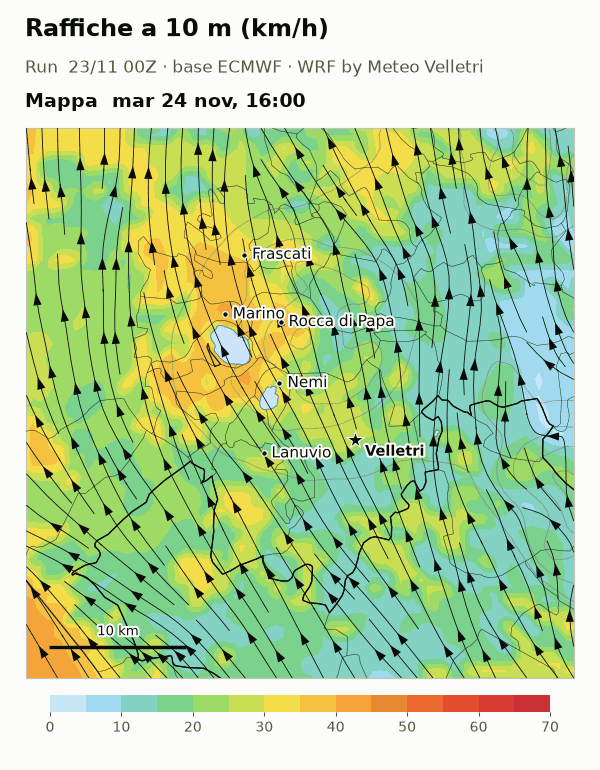 Raffiche a 10 m (km/h)
Run  23/11 00Z · base ECMWF · WRF by Meteo Velletri
Mappa  mar 24 nov, 16:00
Frascati
Marino
Rocca di Papa
Nemi
Velletri
Lanuvio
10 km
0 10 20 30 40 50 60 70